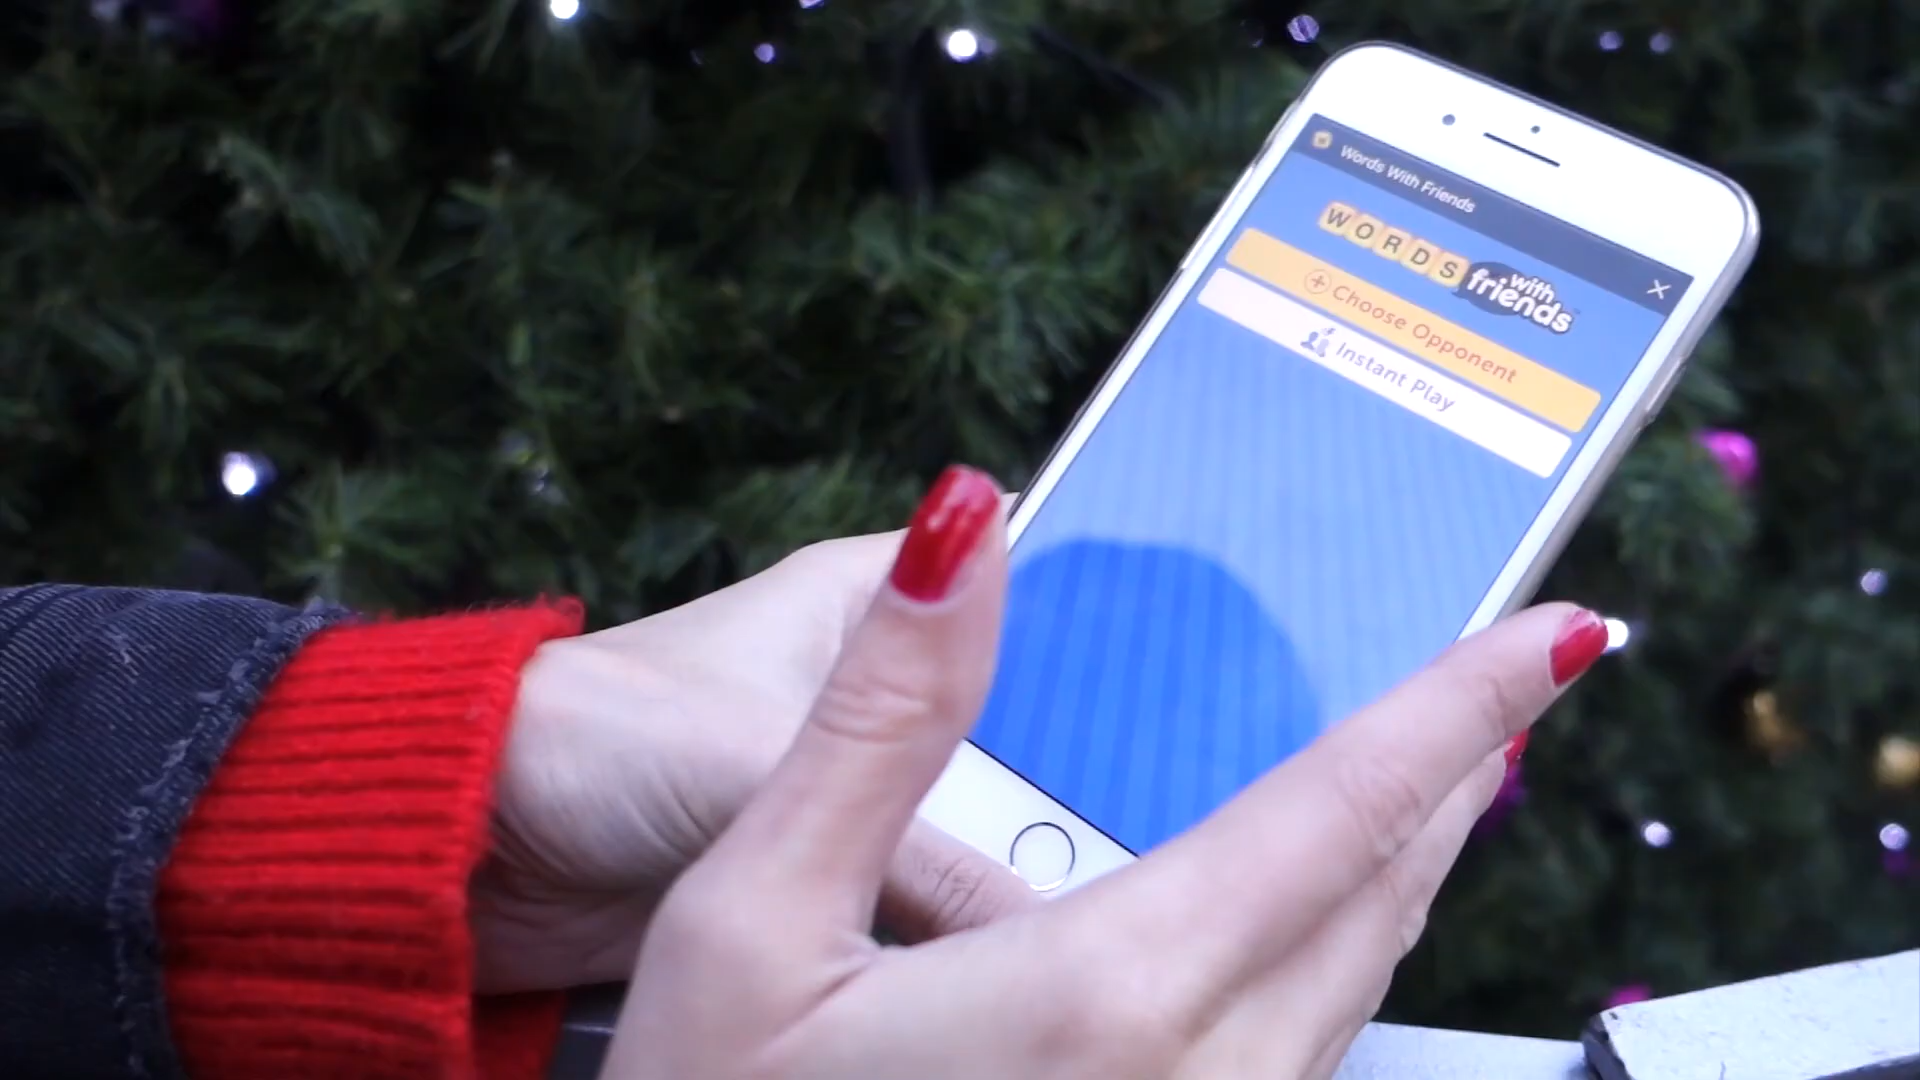 Words With Friends
WORDS
with
friends
Choose Opponent
Instant Play